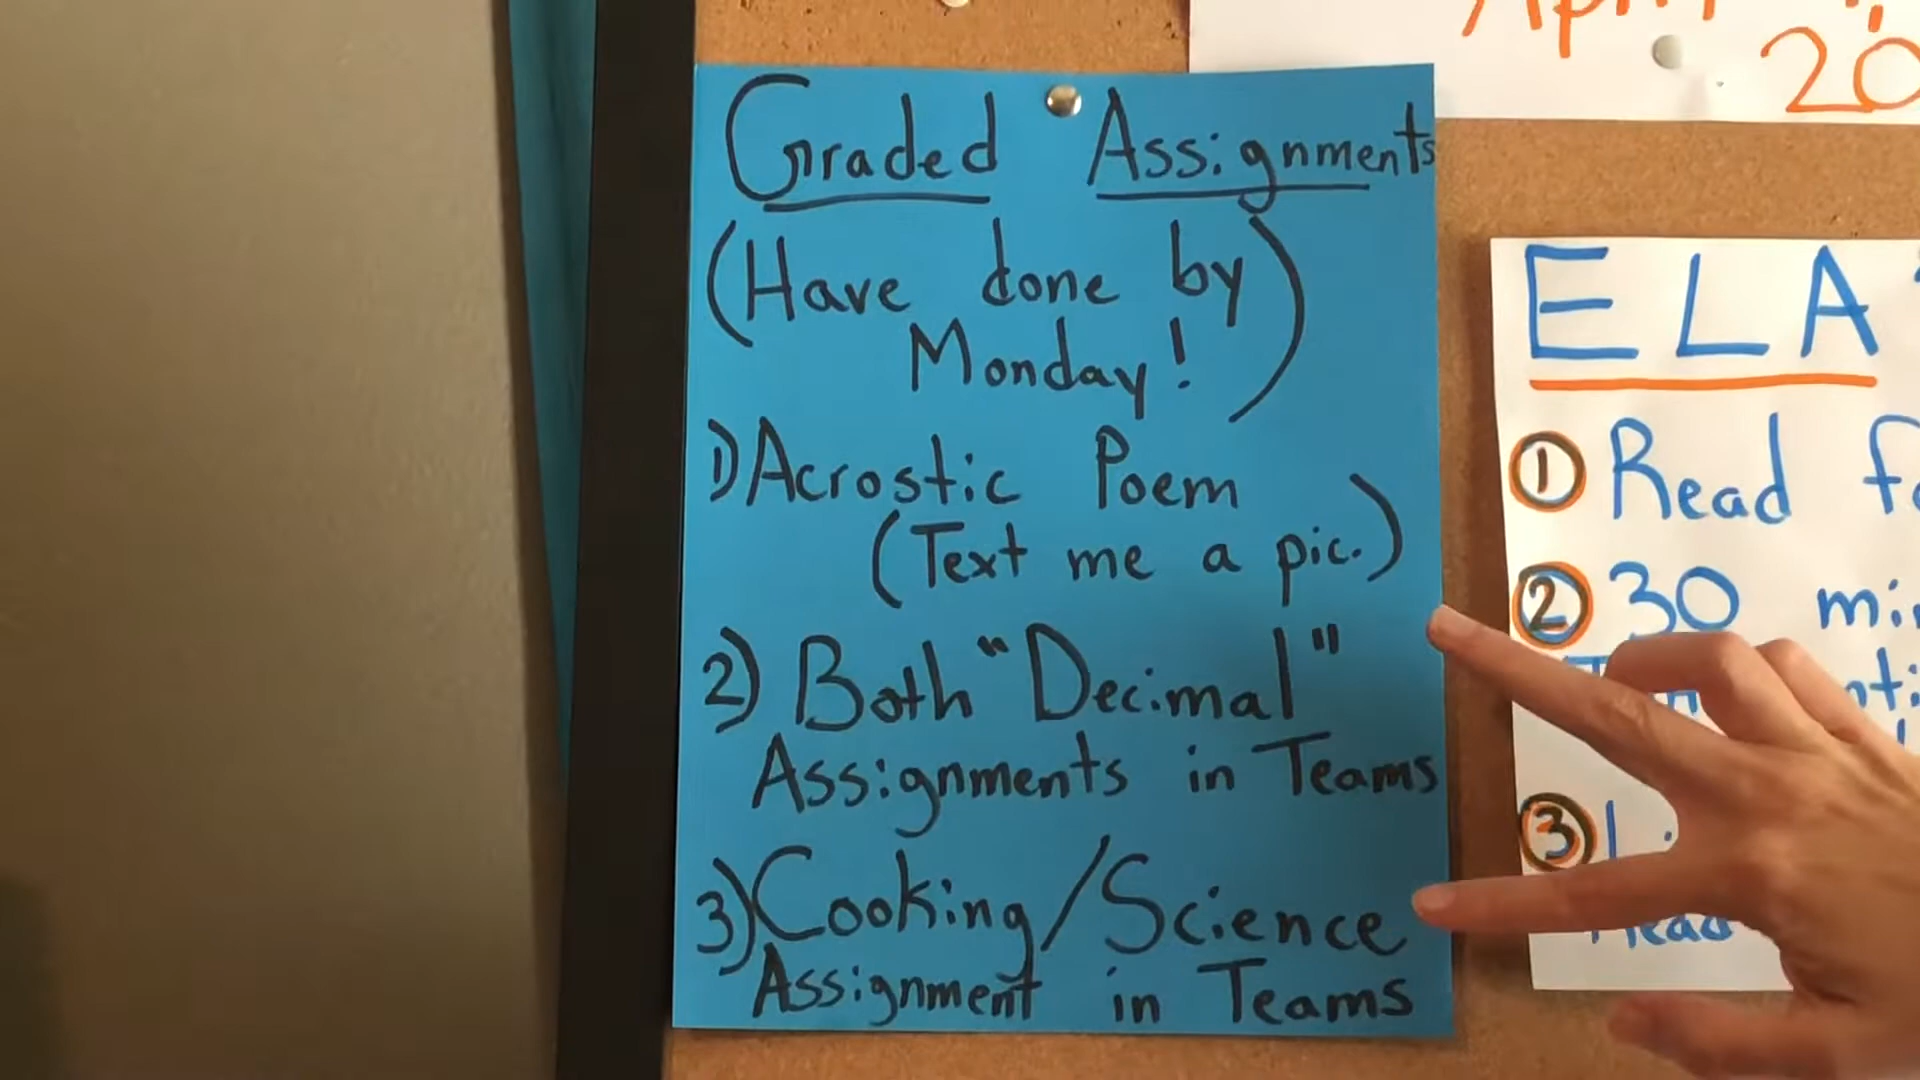 Graded Assignments
(Have done by
Monday!)
1) Acrostic Poem
(Text me a pic.)
2) Both "Decimal"
Assignments in Teams
3) Cooking/Science
Assignment in Teams
20
ELA
1 Read
2 30
3